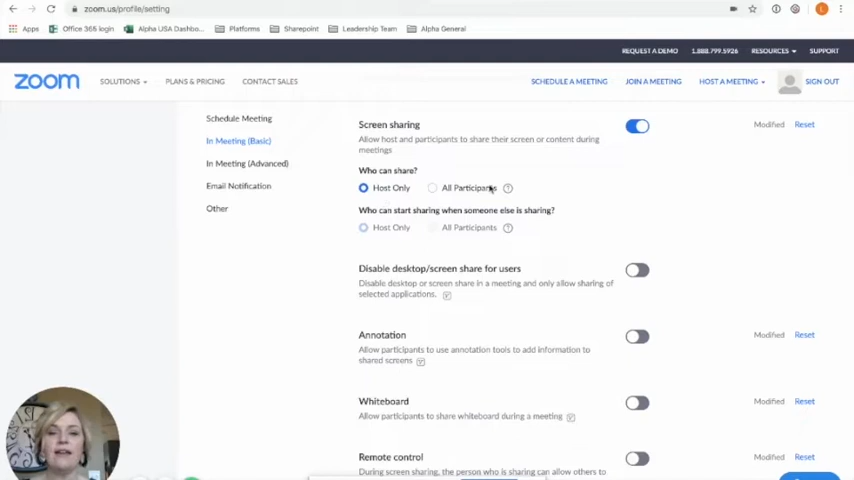 zoom.us/profile/setting
L
Apps Office 365 login Alpha USA Dashbo... Platforms Sharepoint Leadership Team Alpha General
REQUEST A DEMO 1.888.799.5926 RESOURCES SUPPORT
zoom SOLUTIONS PLANS & PRICING CONTACT SALES SCHEDULE A MEETING JOIN A MEETING HOST A MEETING SIGN OUT
Schedule Meeting
In Meeting (Basic)
In Meeting (Advanced)
Email Notification
Other
Screen sharing Modified Reset
Allow host and participants to share their screen or content during
meetings
Who can share?
Host Only All Participants ?
Who can start sharing when someone else is sharing?
Host Only All Participants ?
Disable desktop/screen share for users
Disable desktop or screen share in a meeting and only allow sharing of
selected applications.
Annotation Modified Reset
Allow participants to use annotation tools to add information to
shared screens
Whiteboard Modified Reset
Allow participants to share whiteboard during a meeting
Remote control Modified Reset
During screen sharing, the person who is sharing can allow others to